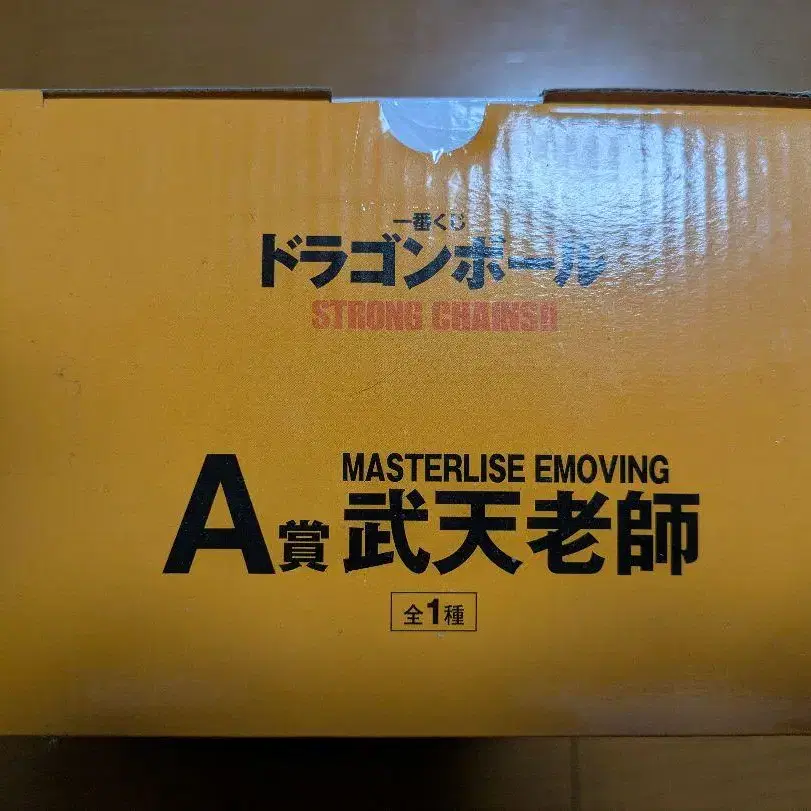 一番くじ
ドラゴンボール
STRONG CHAINS!!
MASTERLISE EMOVING
A賞 武天老師
全1種